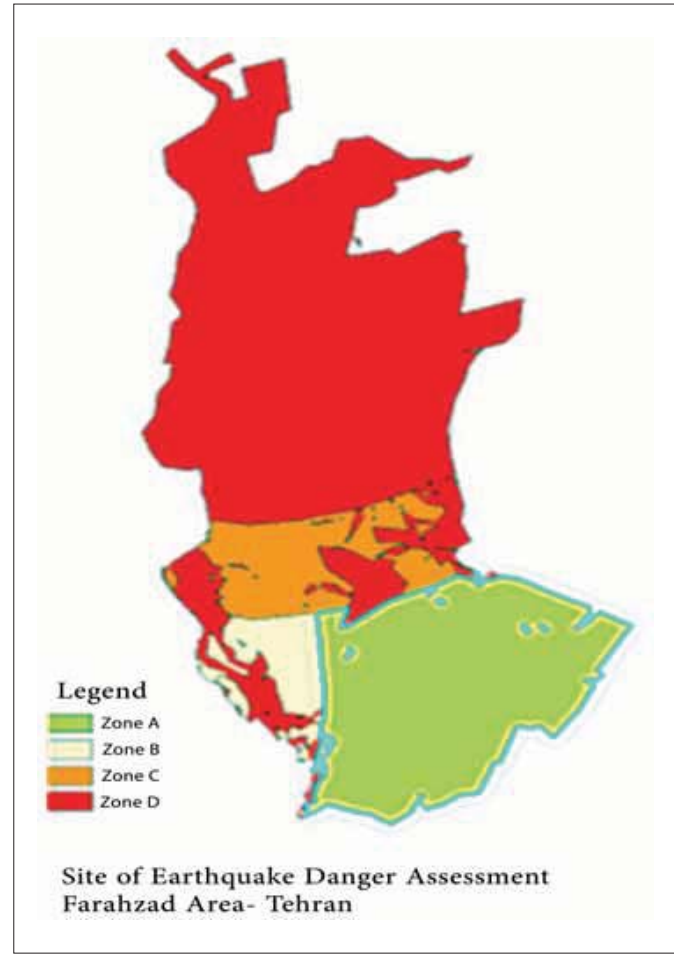 Legend
Zone A
Zone B
Zone C
Zone D
Site of Earthquake Danger Assessment
Farahzad Area- Tehran